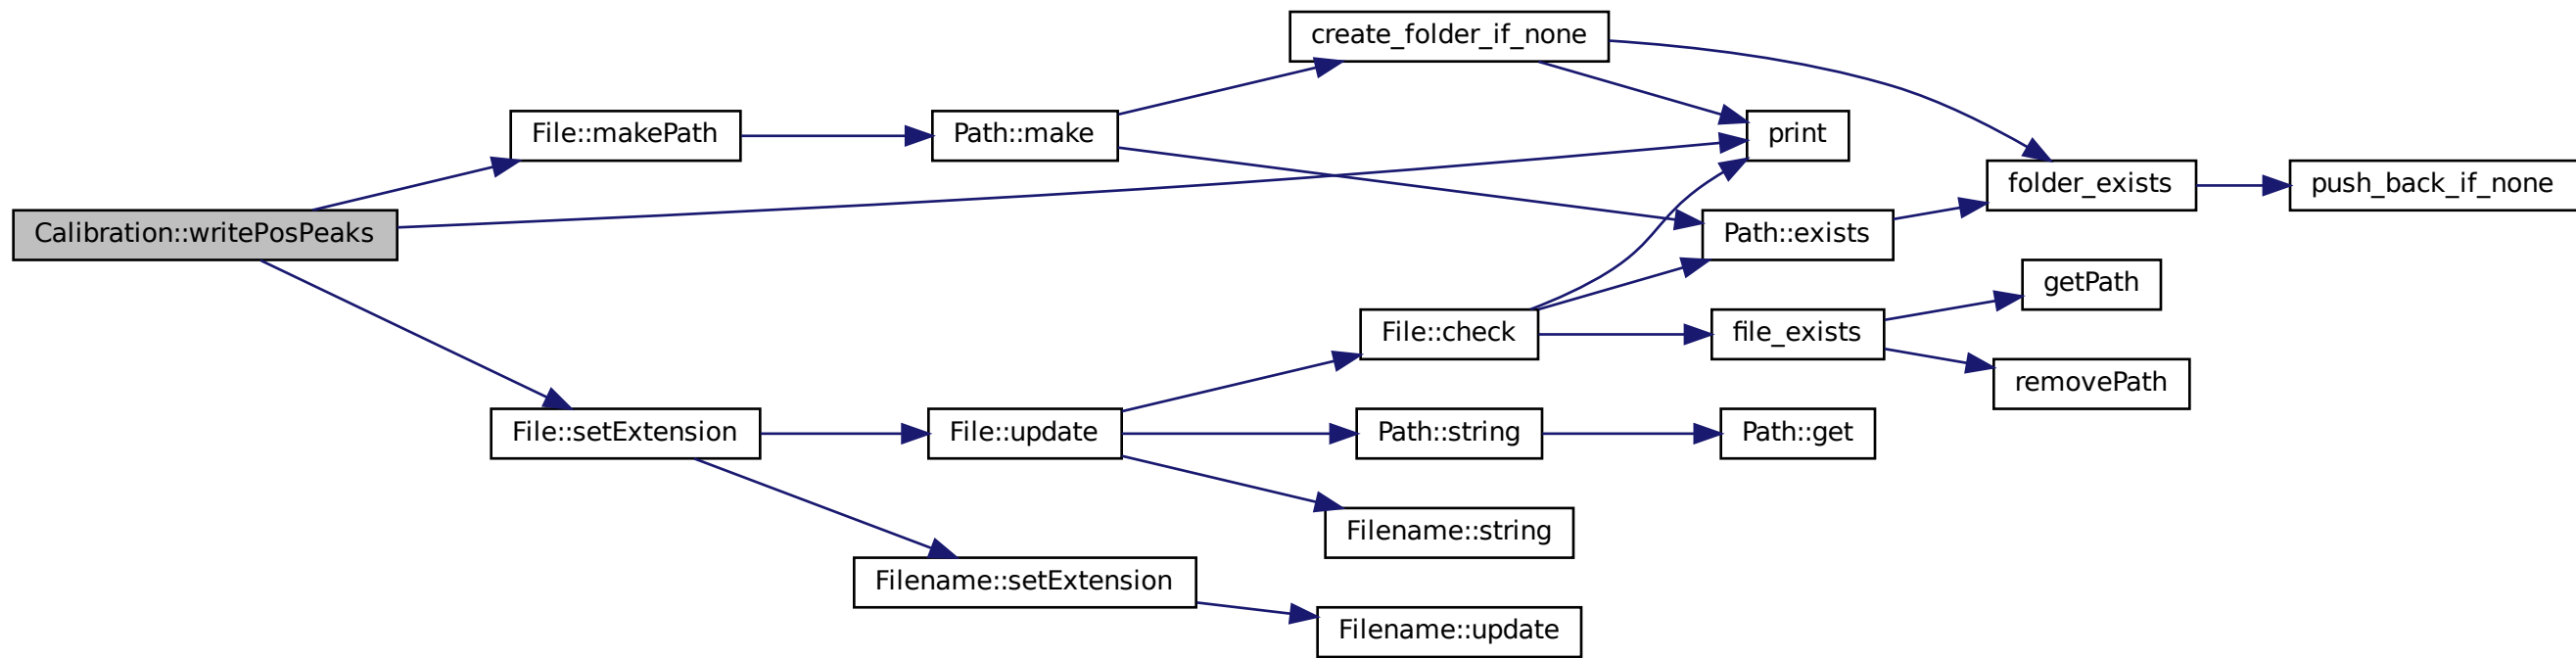 create_folder_if_none
File::makePath
Path::make
print
folder_exists
push_back_if_none
Calibration::writePosPeaks
Path::exists
getPath
File::check
file_exists
removePath
File::setExtension
File::update
Path::string
Path::get
Filename::string
Filename::setExtension
Filename::update